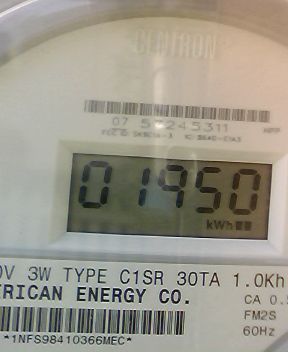 CENTRON
07 57245311
01950
kWh
0V 3W TYPE C1SR 30TA 1.0Kh
ERICAN ENERGY CO.
CA 0.5
FM2S
*1NFS98410366MEC*
60Hz